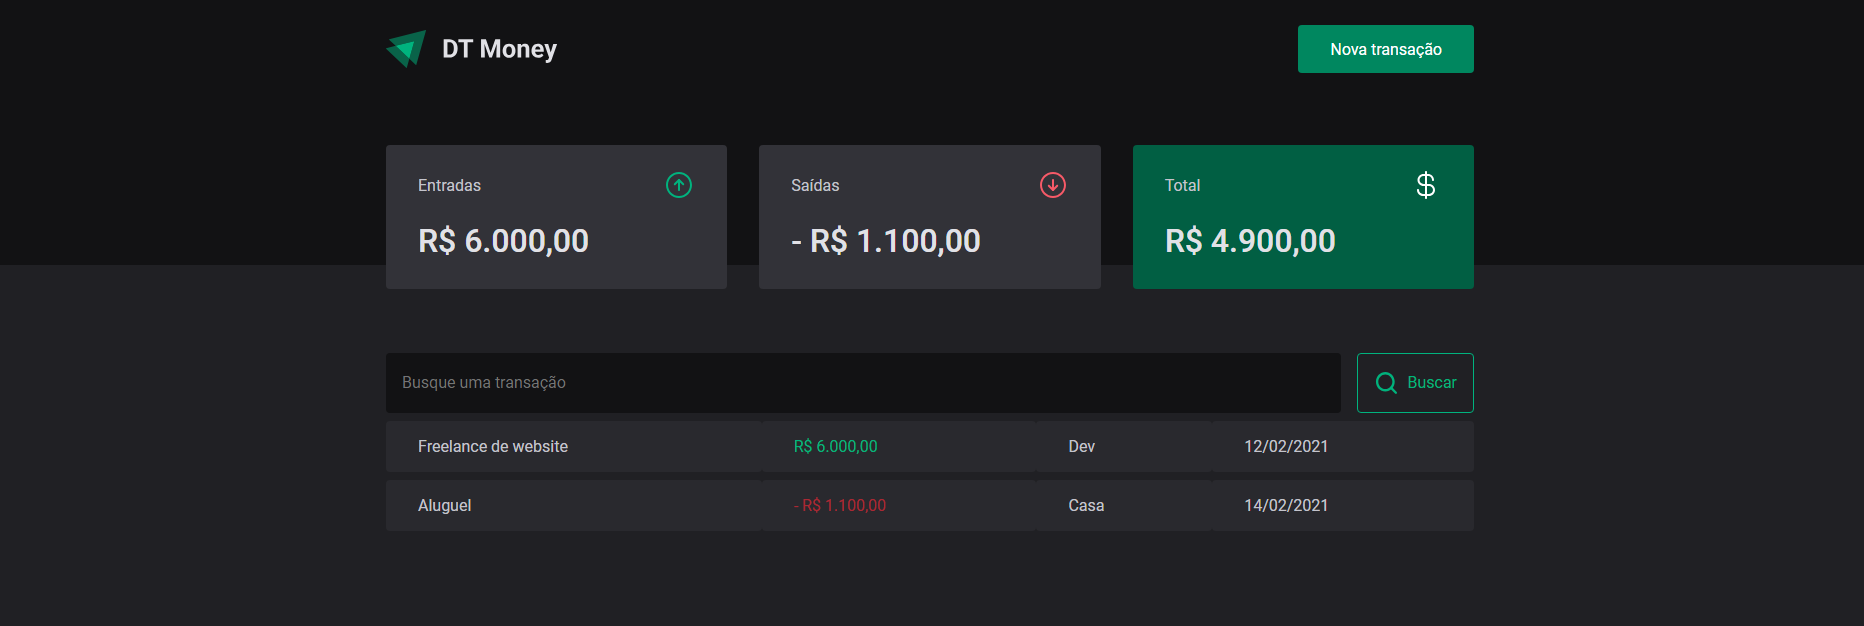 DT Money
Nova transação
Entradas
R$ 6.000,00
Saídas
- R$ 1.100,00
Total
$
R$ 4.900,00
Busque uma transação
Buscar
Freelance de website R$ 6.000,00 Dev 12/02/2021
Aluguel - R$ 1.100,00 Casa 14/02/2021